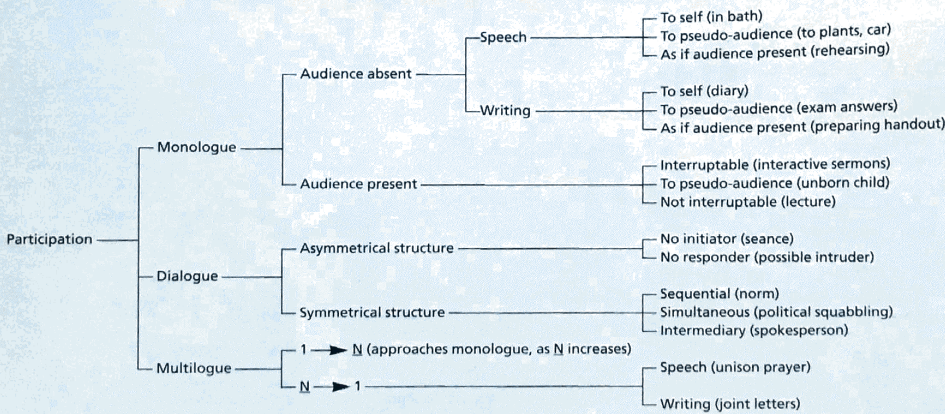 To self (in bath)
Speech
To pseudo-audience (to plants, car)
As if audience present (rehearsing)
Audience absent
To self (diary)
Writing
To pseudo-audience (exam answers)
As if audience present (preparing handout)
Monologue
Interruptable (interactive sermons)
Audience present
To pseudo-audience (unborn child)
Not interruptable (lecture)
Participation
Asymmetrical structure
No initiator (seance)
No responder (possible intruder)
Dialogue
Sequential (norm)
Symmetrical structure
Simultaneous (political squabbling)
Intermediary (spokesperson)
Multilogue
1 → N (approaches monologue, as N increases)
N → 1
Speech (unison prayer)
Writing (joint letters)